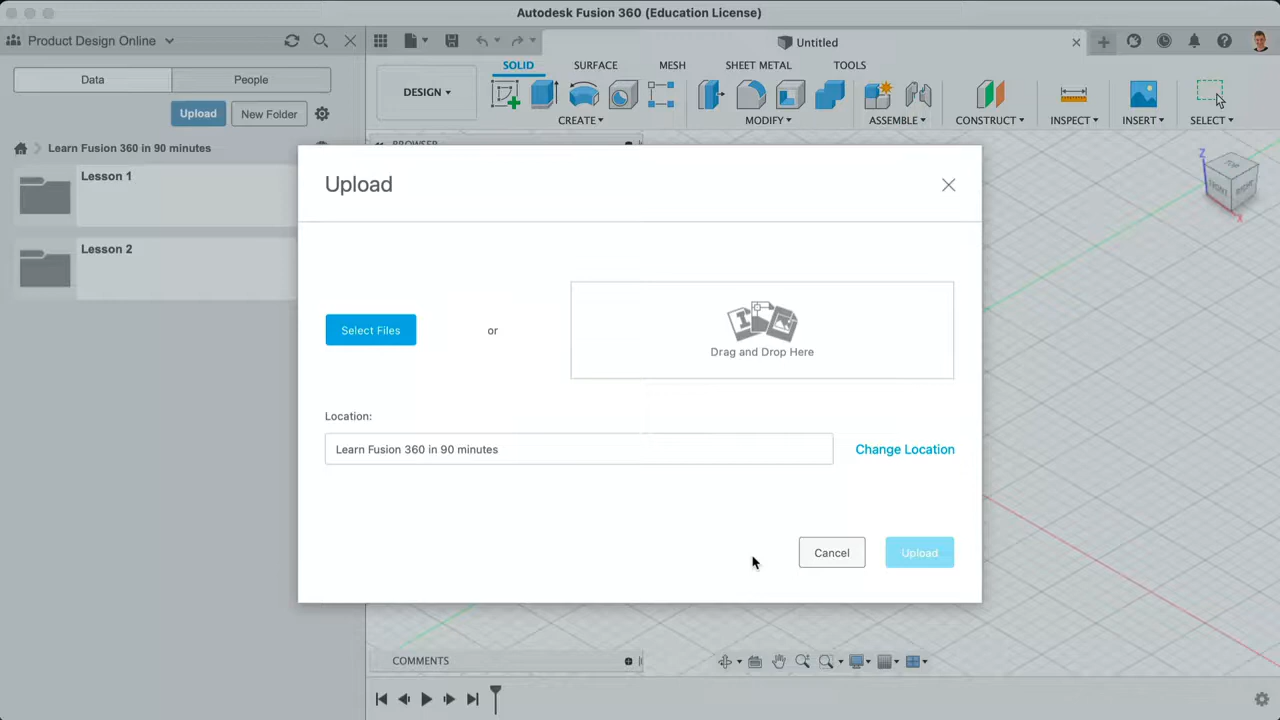 Autodesk Fusion 360 (Education License)
Product Design Online
Untitled
Data
People
Upload
New Folder
Learn Fusion 360 in 90 minutes
Lesson 1
Lesson 2
SOLID
SURFACE
MESH
SHEET METAL
TOOLS
DESIGN
CREATE
MODIFY
ASSEMBLE
CONSTRUCT
INSPECT
INSERT
SELECT
BROWSER
Z
TOP
FRONT
RIGHT
X
Upload
Select Files
or
Drag and Drop Here
Location:
Learn Fusion 360 in 90 minutes
Change Location
Cancel
Upload
COMMENTS